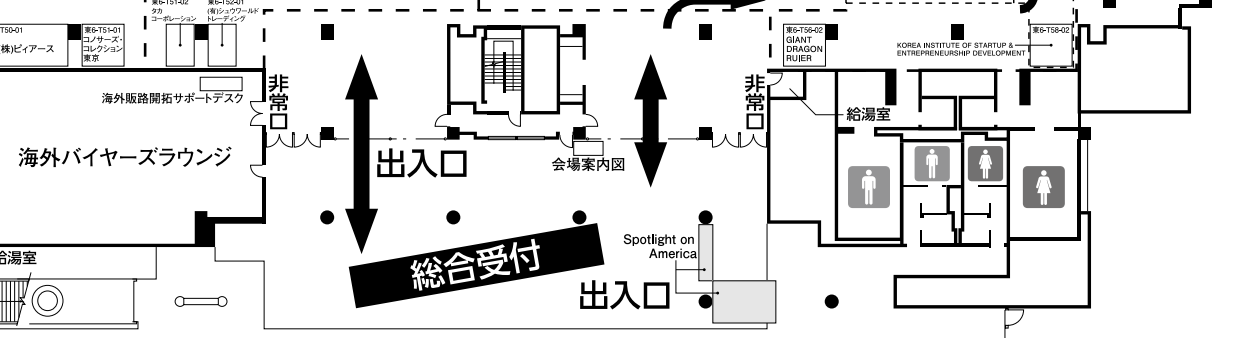 東6-T51-02
タカ
コーポレーション
東6-T52-01
(有)シュウワールド
トレーディング
T50-01
(株)ピィアース
東6-T51-01
コノサーズ・
コレクション
東京
東6-T56-02
GIANT
DRAGON
RUIER
東6-T58-02
KOREA INSTITUTE OF STARTUP &
ENTREPRENEURSHIP DEVELOPMENT
海外販路開拓サポートデスク
非常口
非常口
給湯室
海外バイヤーズラウンジ
出入口
会場案内図
総合受付
Spotlight on
America
出入口
給湯室